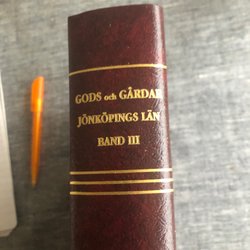 GODS och GÅRDAR
JÖNKÖPINGS LÄN
BAND III